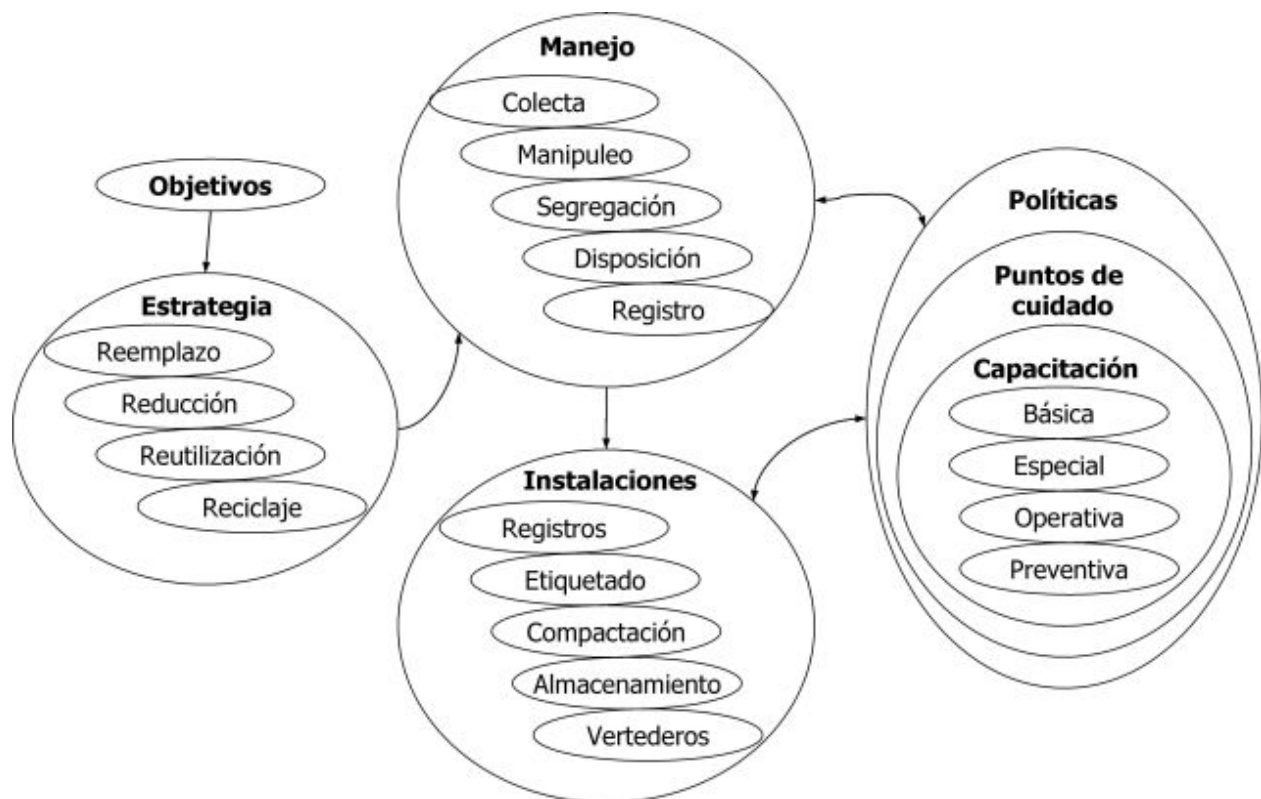 Objetivos
Estrategia
Reemplazo
Reducción
Reutilización
Reciclaje
Manejo
Colecta
Manipuleo
Segregación
Disposición
Registro
Instalaciones
Registros
Etiquetado
Compactación
Almacenamiento
Vertederos
Políticas
Puntos de
cuidado
Capacitación
Básica
Especial
Operativa
Preventiva